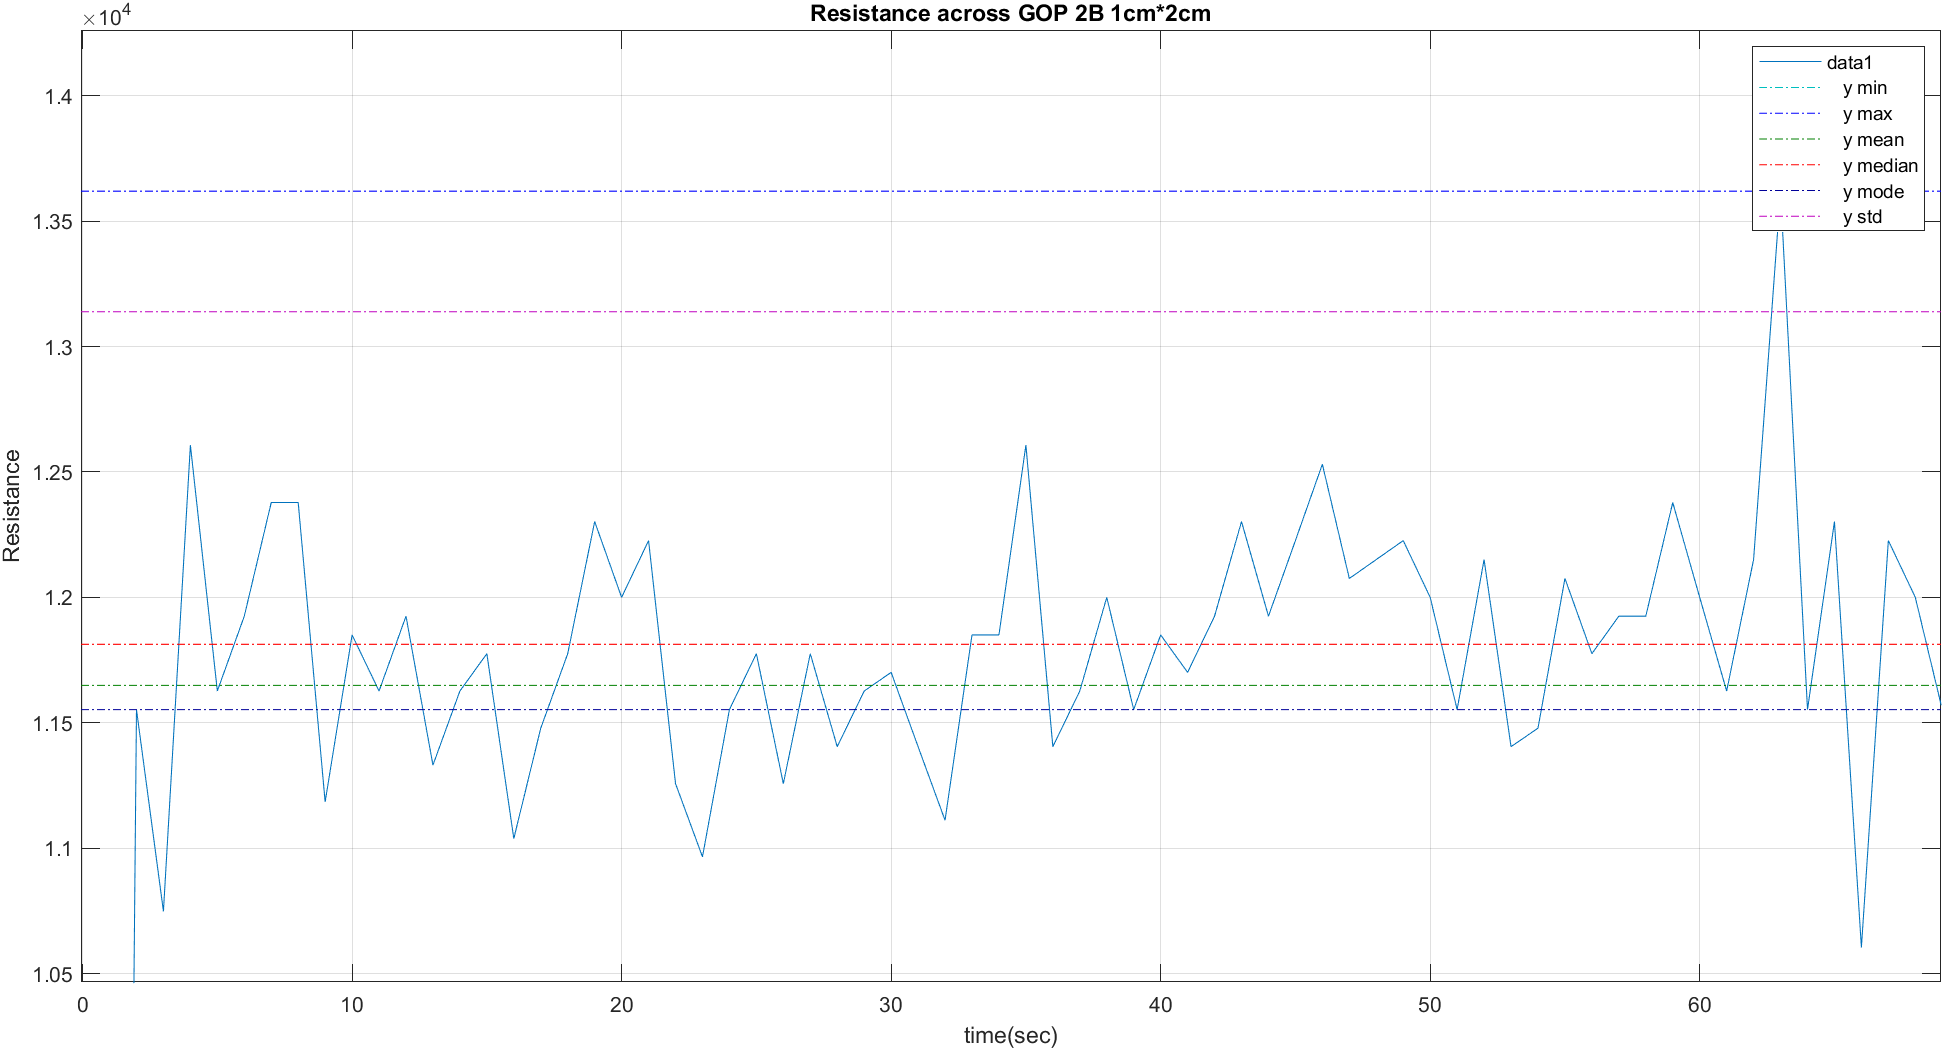 Resistance across GOP 2B 1cm*2cm
×10⁴
1.4
1.35
1.3
1.25
1.2
1.15
1.1
1.05
Resistance
0 10 20 30 40 50 60
time(sec)
data1
y min
y max
y mean
y median
y mode
y std